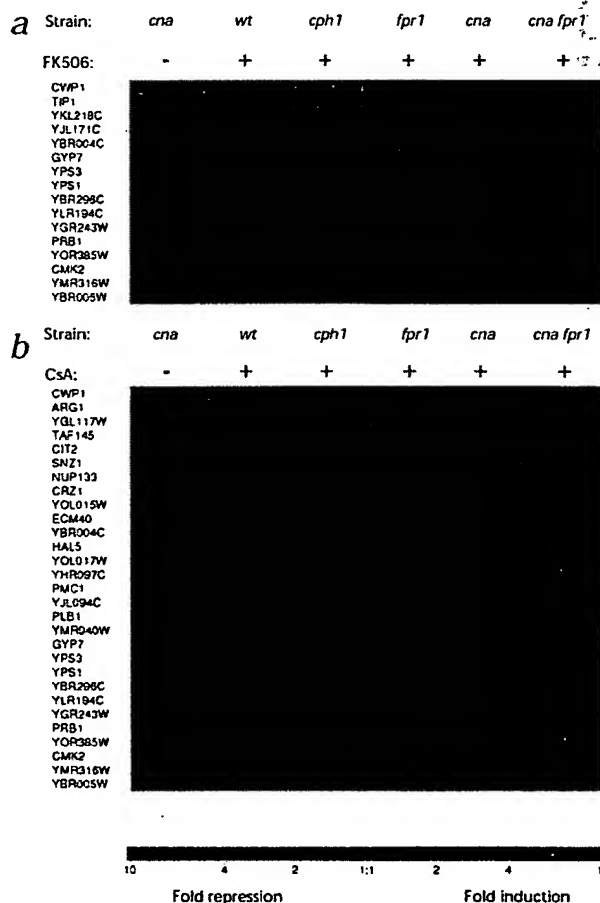 a Strain: cna wt cph1 fpr1 cna cna fpr1
FK506: - + + + + +
CWP1
TIP1
YKL218C
YJL171C
YBR004C
GYP7
YPS3
YPS1
YBR296C
YLR194C
YGR243W
PRB1
YOR385W
CMK2
YMR316W
YBR005W
b Strain: cna wt cph1 fpr1 cna cna fpr1
CsA: - + + + + +
CWP1
ARG1
YGL117W
TAF145
CIT2
SNZ1
NUP133
CRZ1
YOL015W
ECM40
YBR004C
HAL5
YOL017W
YHR097C
PMC1
YJL094C
PLB1
YMR040W
GYP7
YPS3
YPS1
YBR296C
YLR194C
YGR243W
PRB1
YOR385W
CMK2
YMR316W
YBR005W
10 4 2 1:1 2 4 1
Fold repression Fold induction